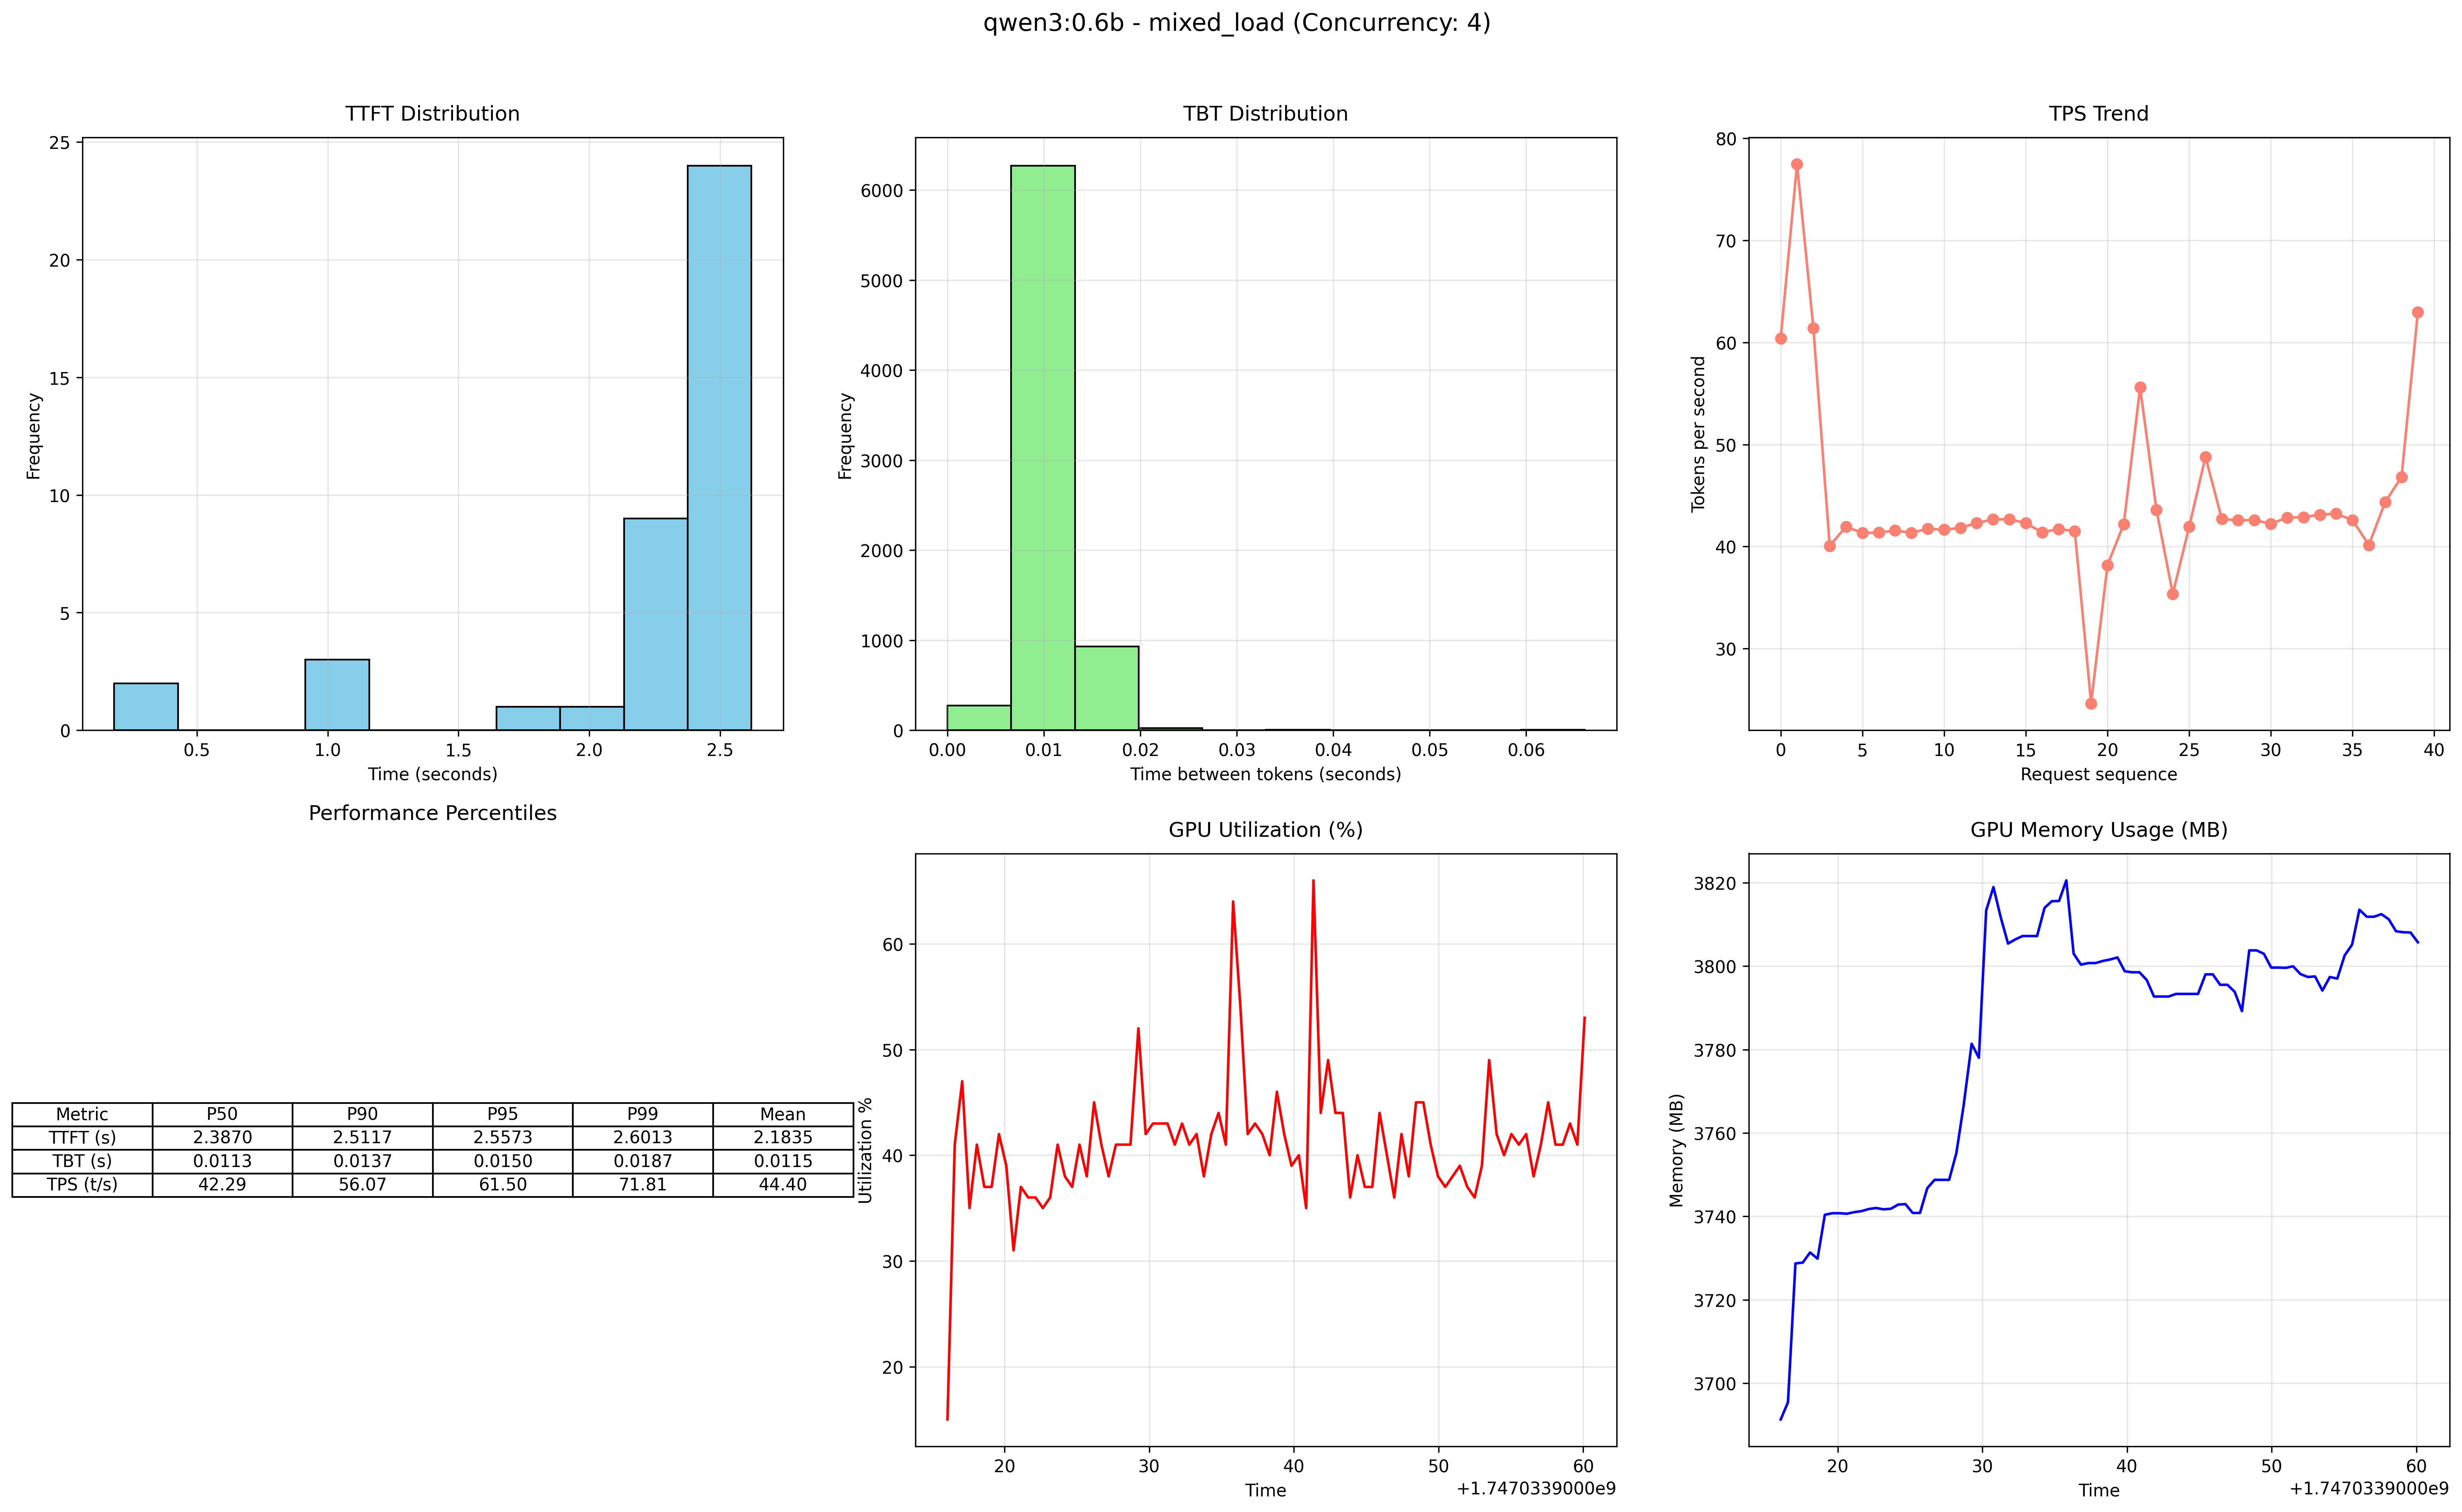 qwen3:0.6b - mixed_load (Concurrency: 4)
TTFT Distribution
25
20
15
10
5
0
Frequency
0.5 1.0 1.5 2.0 2.5
Time (seconds)
TBT Distribution
6000
5000
4000
3000
2000
1000
0
Frequency
0.00 0.01 0.02 0.03 0.04 0.05 0.06
Time between tokens (seconds)
TPS Trend
80
70
60
50
40
30
Tokens per second
0 5 10 15 20 25 30 35 40
Request sequence
Performance Percentiles
Metric P50 P90 P95 P99 Mean
TTFT (s) 2.3870 2.5117 2.5573 2.6013 2.1835
TBT (s) 0.0113 0.0137 0.0150 0.0187 0.0115
TPS (t/s) 42.29 56.07 61.50 71.81 44.40
GPU Utilization (%)
60
50
40
30
20
Utilization %
20 30 40 50 60
+1.7470339000e9
Time
GPU Memory Usage (MB)
3820
3800
3780
3760
3740
3720
3700
Memory (MB)
20 30 40 50 60
+1.7470339000e9
Time